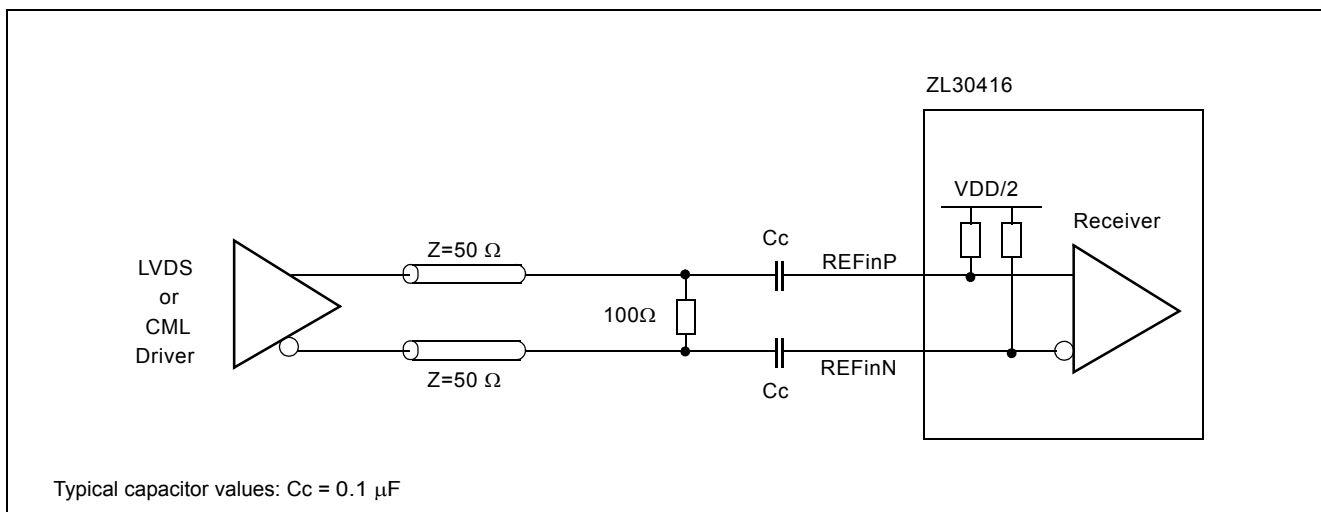 ZL30416
VDD/2
Receiver
Cc
Z=50 Ω
REFinP
LVDS
or
CML
Driver
100Ω
REFinN
Z=50 Ω
Cc
Typical capacitor values: Cc = 0.1 μF